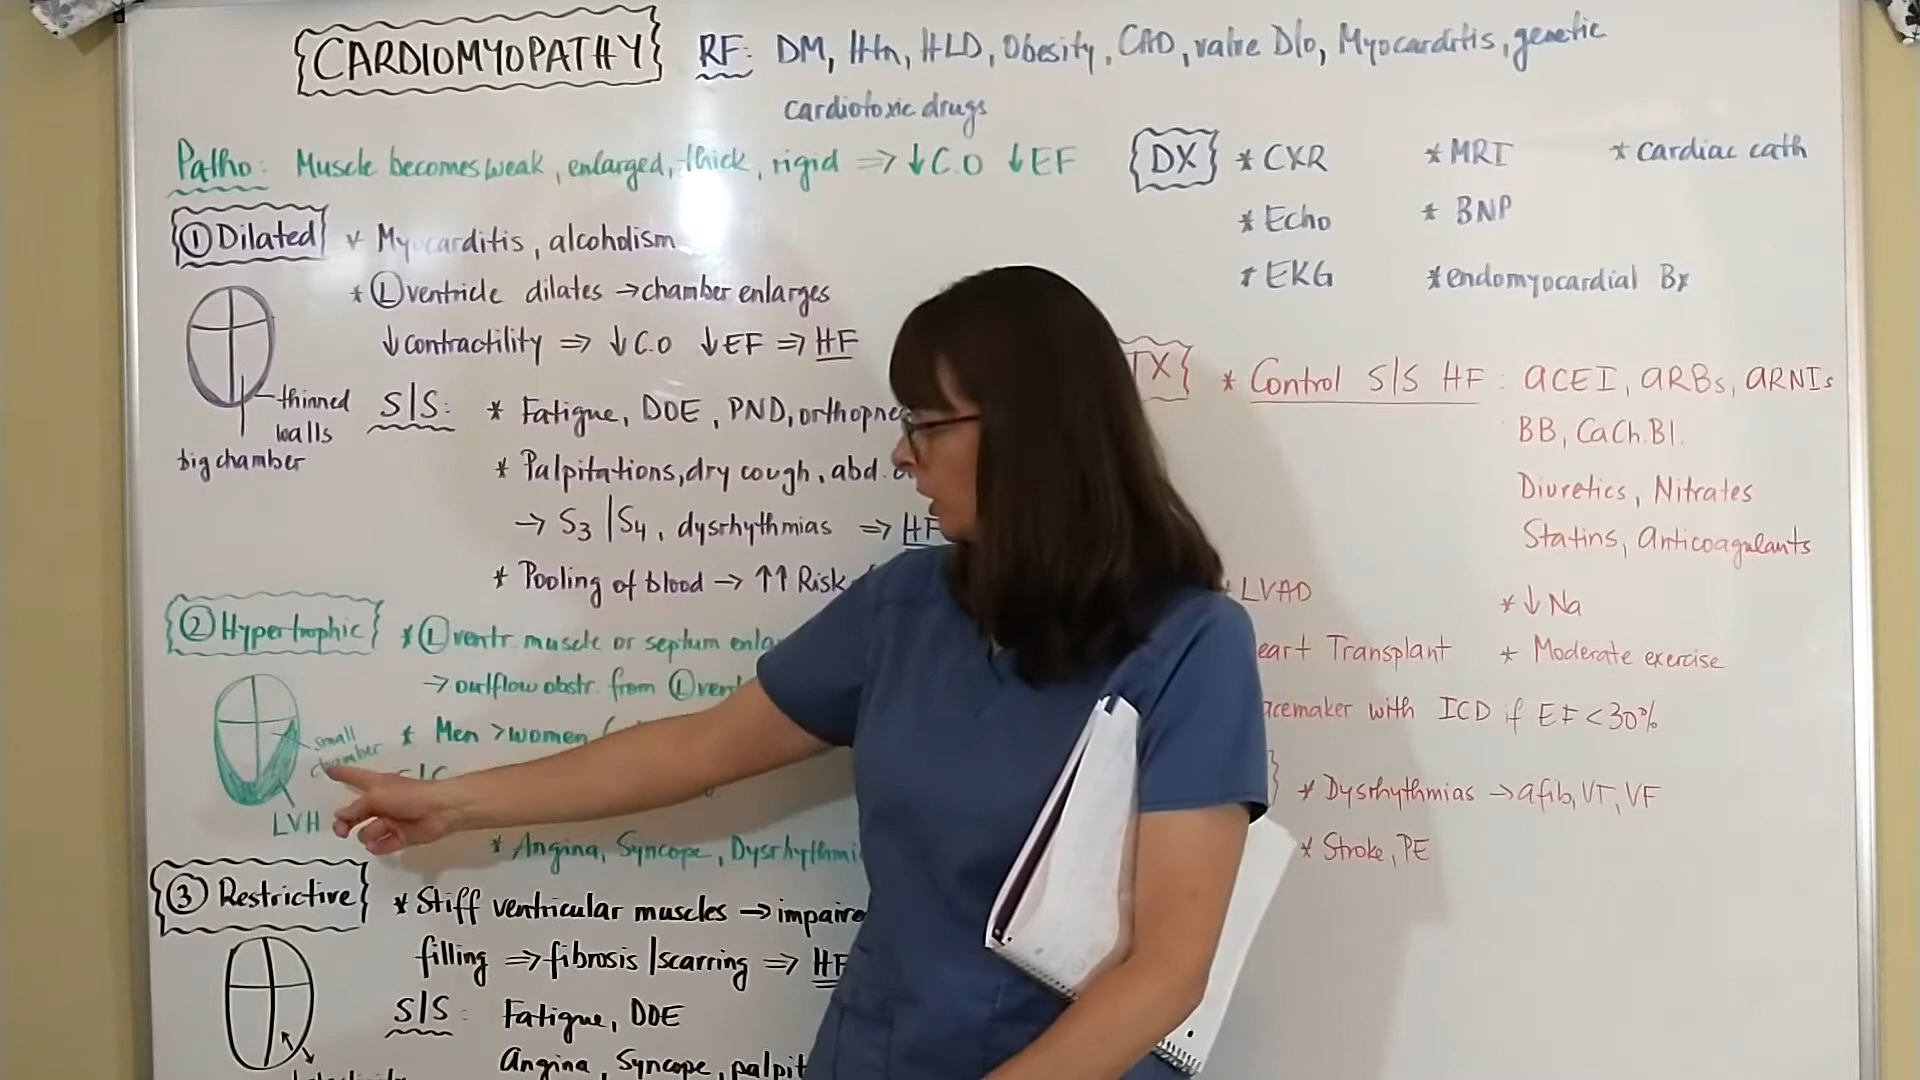 CARDIOMYOPATHY RF: DM, Htn, HLD, Obesity, CAD, valve D/o, Myocarditis, genetic
cardiotoxic drugs
Patho: Muscle becomes weak, enlarged, thick, rigid ⇒ ↓C.O ↓EF
① Dilated * Myocarditis, alcoholism
* Ⓛ ventricle dilates → chamber enlarges
↓contractility ⇒ ↓C.O ↓EF ⇒ HF
thinned
walls
big chamber
S/S: * Fatigue, DOE, PND, orthopne
* Palpitations, dry cough, abd.
→ S3 / S4, dysrhythmias ⇒ HF
* Pooling of blood → ↑↑ Risk
② Hypertrophic * Ⓛ ventr. muscle or septum enla
→ outflow obstr. from Ⓛ vent
* Men > women (
small
chamber
LVH
S/S
* Angina, Syncope, Dysrhythmi
③ Restrictive * Stiff ventricular muscles → impaire
filling ⇒ fibrosis / scarring ⇒ HF
S/S: Fatigue, DOE
Angina, Syncope, palpit
DX * CXR * MRI * cardiac cath
* Echo * BNP
* EKG * endomyocardial Bx
TX * Control S/S HF: ACEI, ARBs, ARNIs
BB, CaCh.Bl.
Diuretics, Nitrates
Statins, Anticoagulants
* LVAD * ↓ Na
eart Transplant * Moderate exercise
acemaker with ICD if EF < 30%
* Dysrhythmias → afib, VT, VF
* Stroke, PE